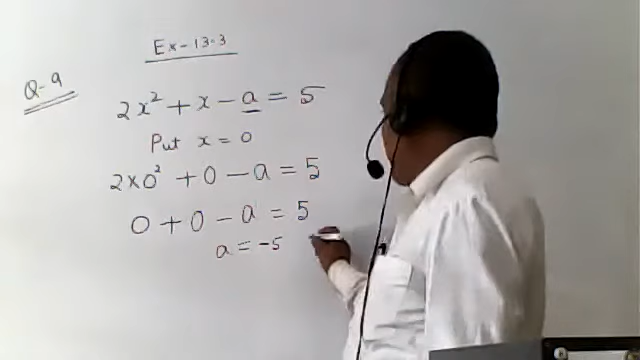 Ex-13.3
Q-9
2x² + x - a = 5
Put x = 0
2×0² + 0 - a = 5
0 + 0 - a = 5
a = -5